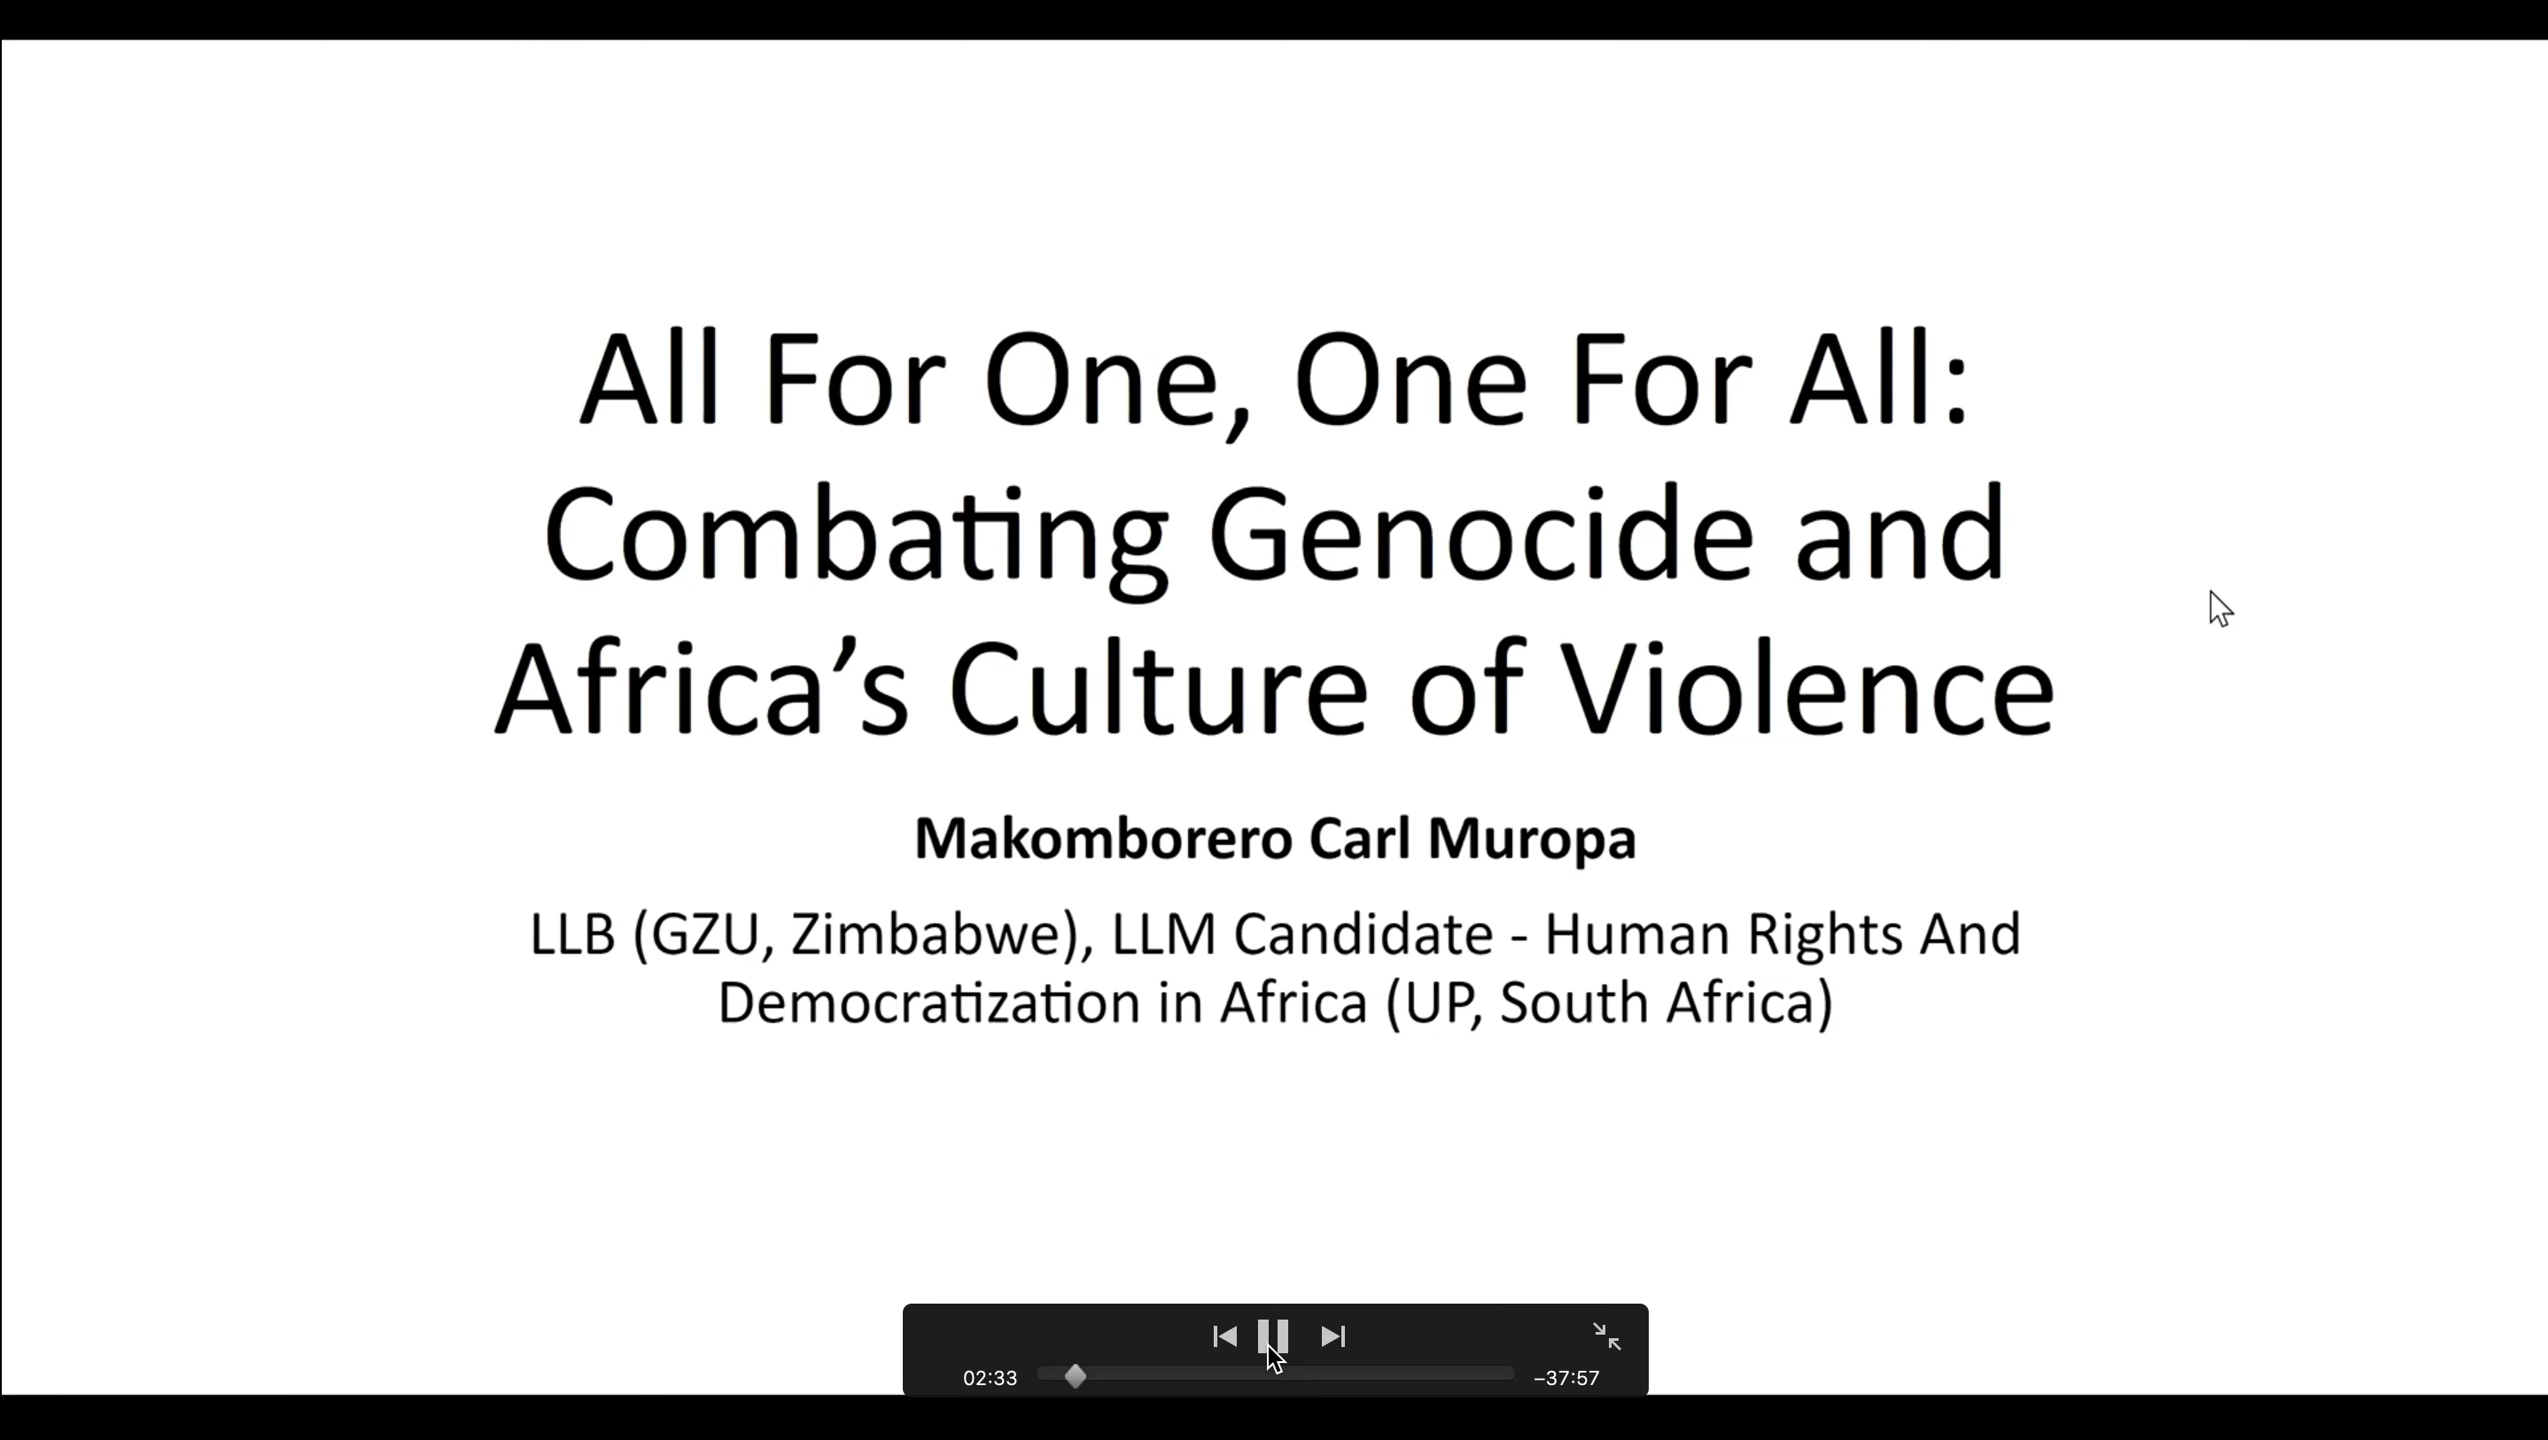 All For One, One For All:
Combating Genocide and
Africa’s Culture of Violence
Makomborero Carl Muropa
LLB (GZU, Zimbabwe), LLM Candidate - Human Rights And
Democratization in Africa (UP, South Africa)
02:33
–37:57